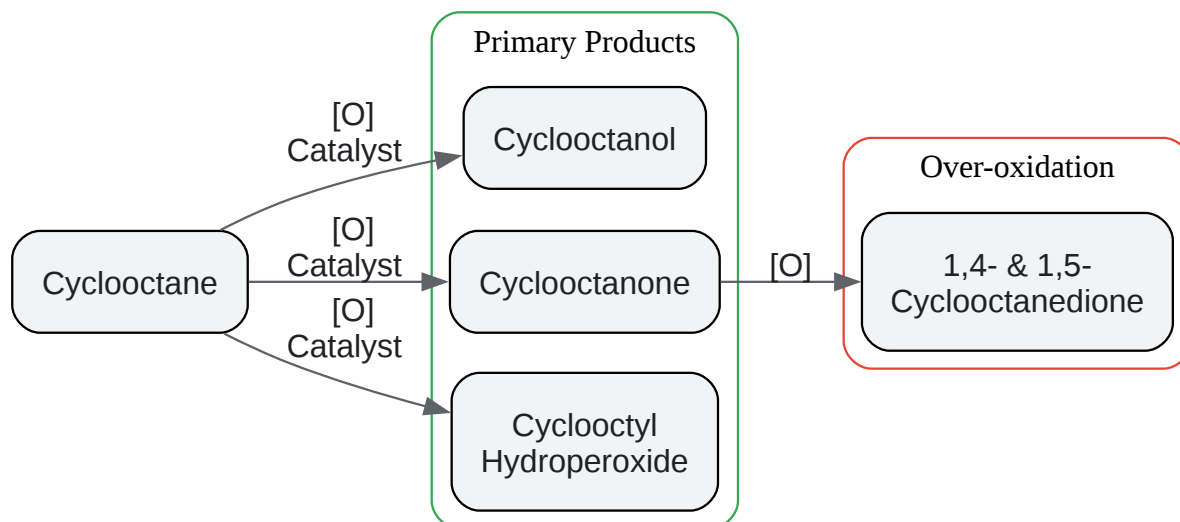 Primary Products
[O]
Catalyst
Cyclooctanol
Over-oxidation
Cyclooctane
[O]
Catalyst
Cyclooctanone
[O]
1,4- & 1,5-
Cyclooctanedione
[O]
Catalyst
Cyclooctyl
Hydroperoxide